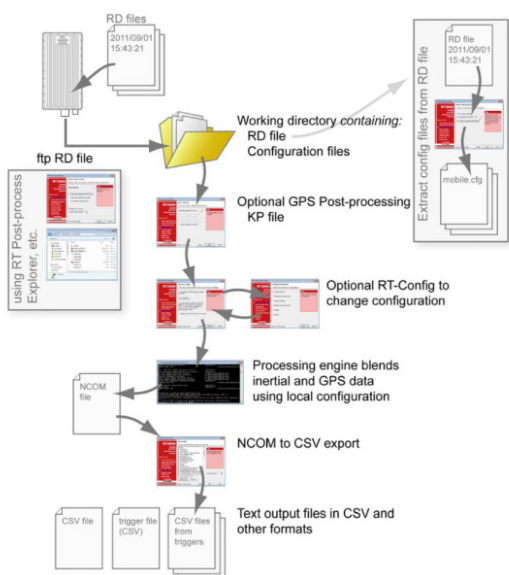 RD files
2011/09/01
15:43:21
ftp RD file
using RT Post-process
Explorer, etc.
Working directory containing:
RD file
Configuration files
Extract config files from RD file
RD file
2011/09/01
15:43:21
mobile.cfg
Optional GPS Post-processing
KP file
Optional RT-Config to
change configuration
Processing engine blends
inertial and GPS data
using local configuration
NCOM
file
NCOM to CSV export
Text output files in CSV and
other formats
CSV file
trigger file
(CSV)
CSV files
from
triggers